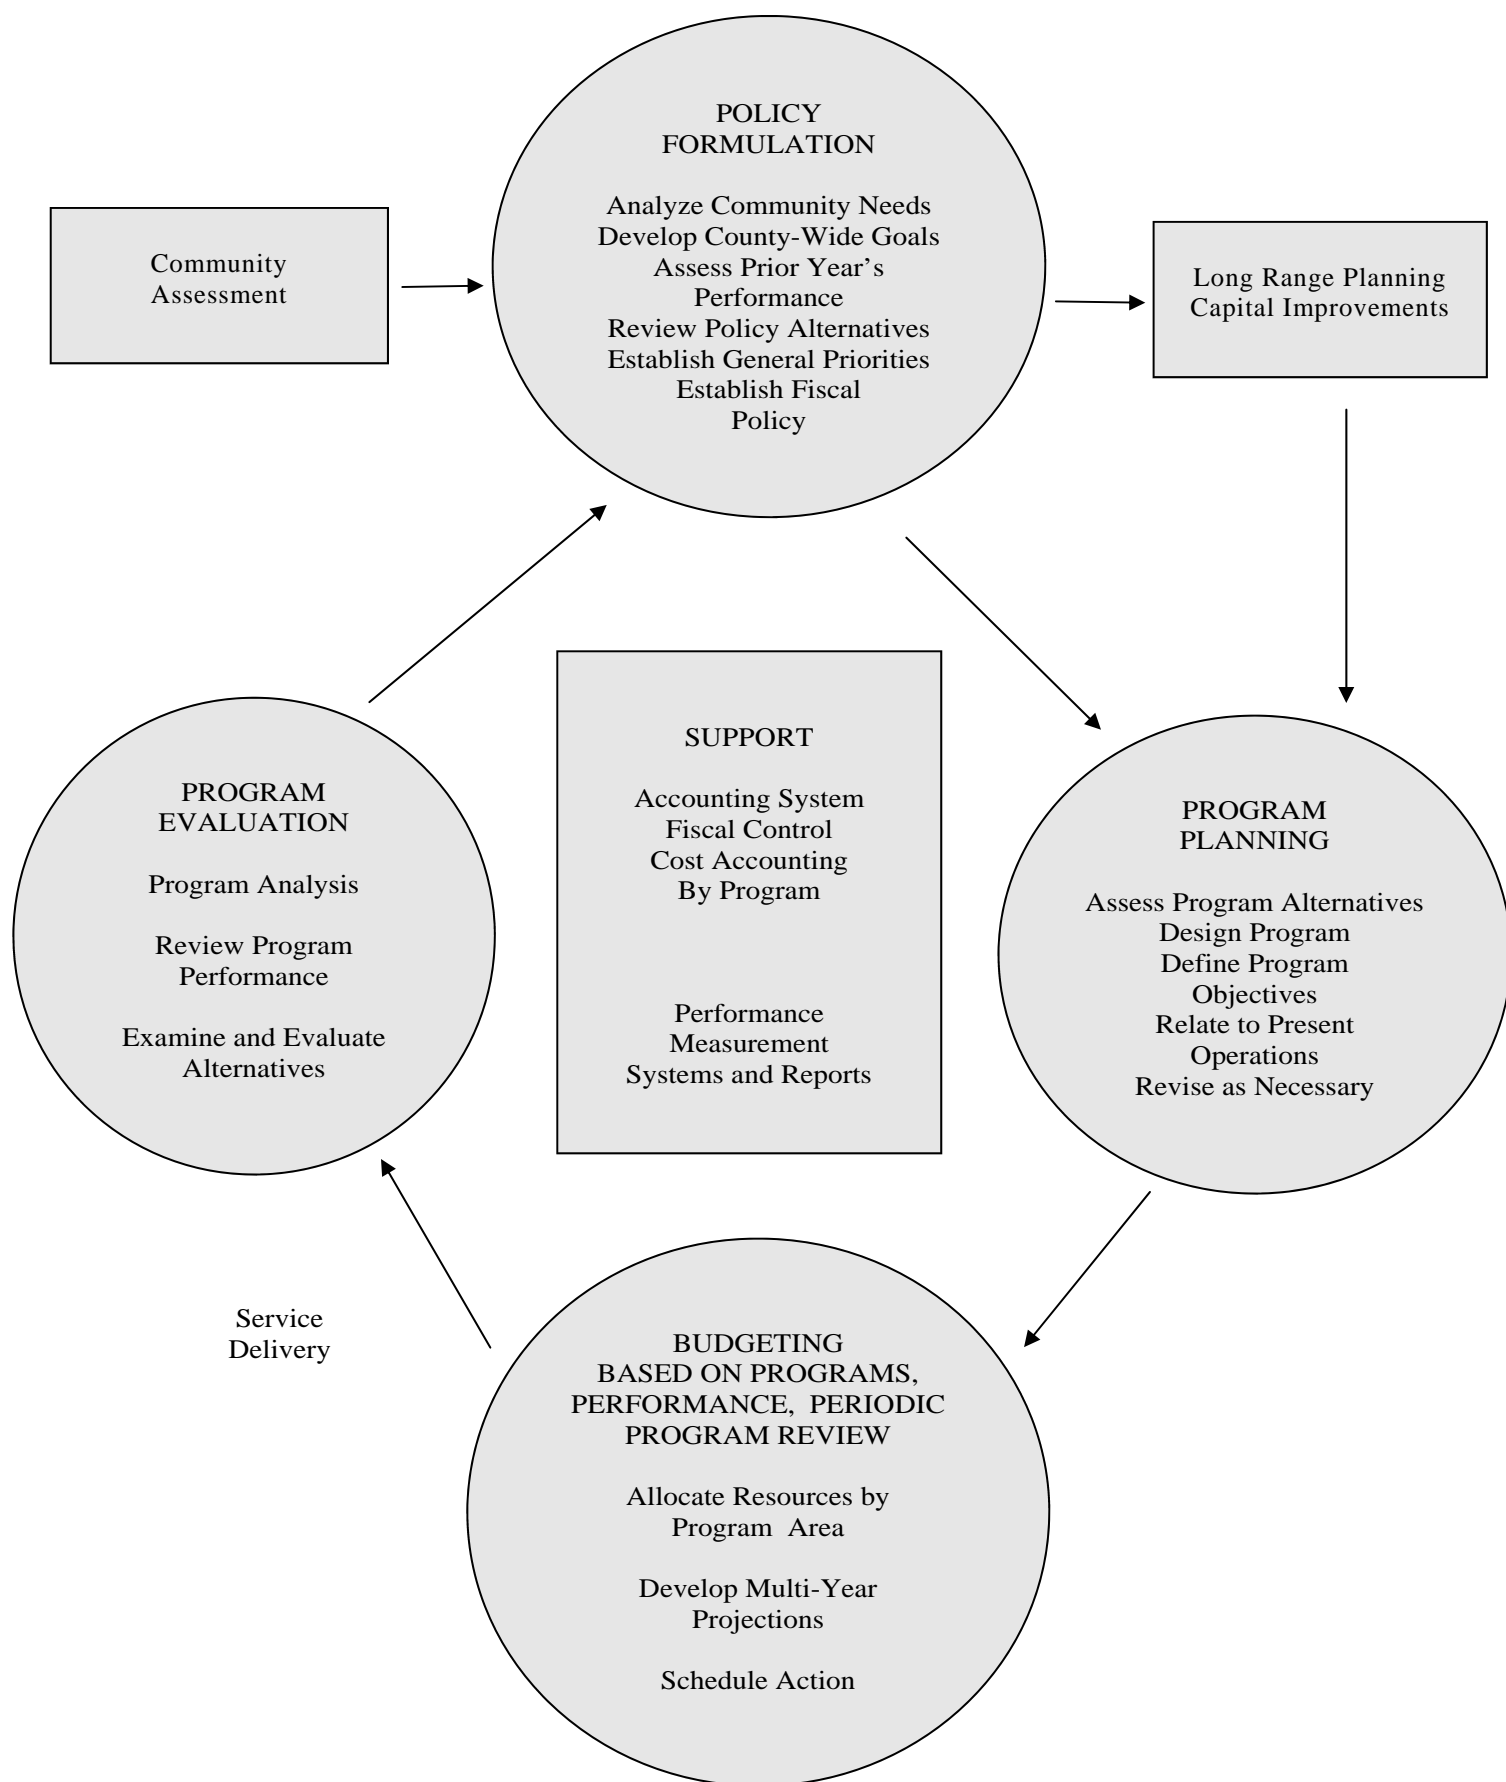 POLICY
FORMULATION
Analyze Community Needs
Develop County-Wide Goals
Assess Prior Year’s
Performance
Review Policy Alternatives
Establish General Priorities
Establish Fiscal
Policy
Community
Assessment
Long Range Planning
Capital Improvements
SUPPORT
Accounting System
Fiscal Control
Cost Accounting
By Program
Performance
Measurement
Systems and Reports
PROGRAM
EVALUATION
Program Analysis
Review Program
Performance
Examine and Evaluate
Alternatives
PROGRAM
PLANNING
Assess Program Alternatives
Design Program
Define Program
Objectives
Relate to Present
Operations
Revise as Necessary
Service
Delivery
BUDGETING
BASED ON PROGRAMS,
PERFORMANCE,  PERIODIC
PROGRAM REVIEW
Allocate Resources by
Program  Area
Develop Multi-Year
Projections
Schedule Action